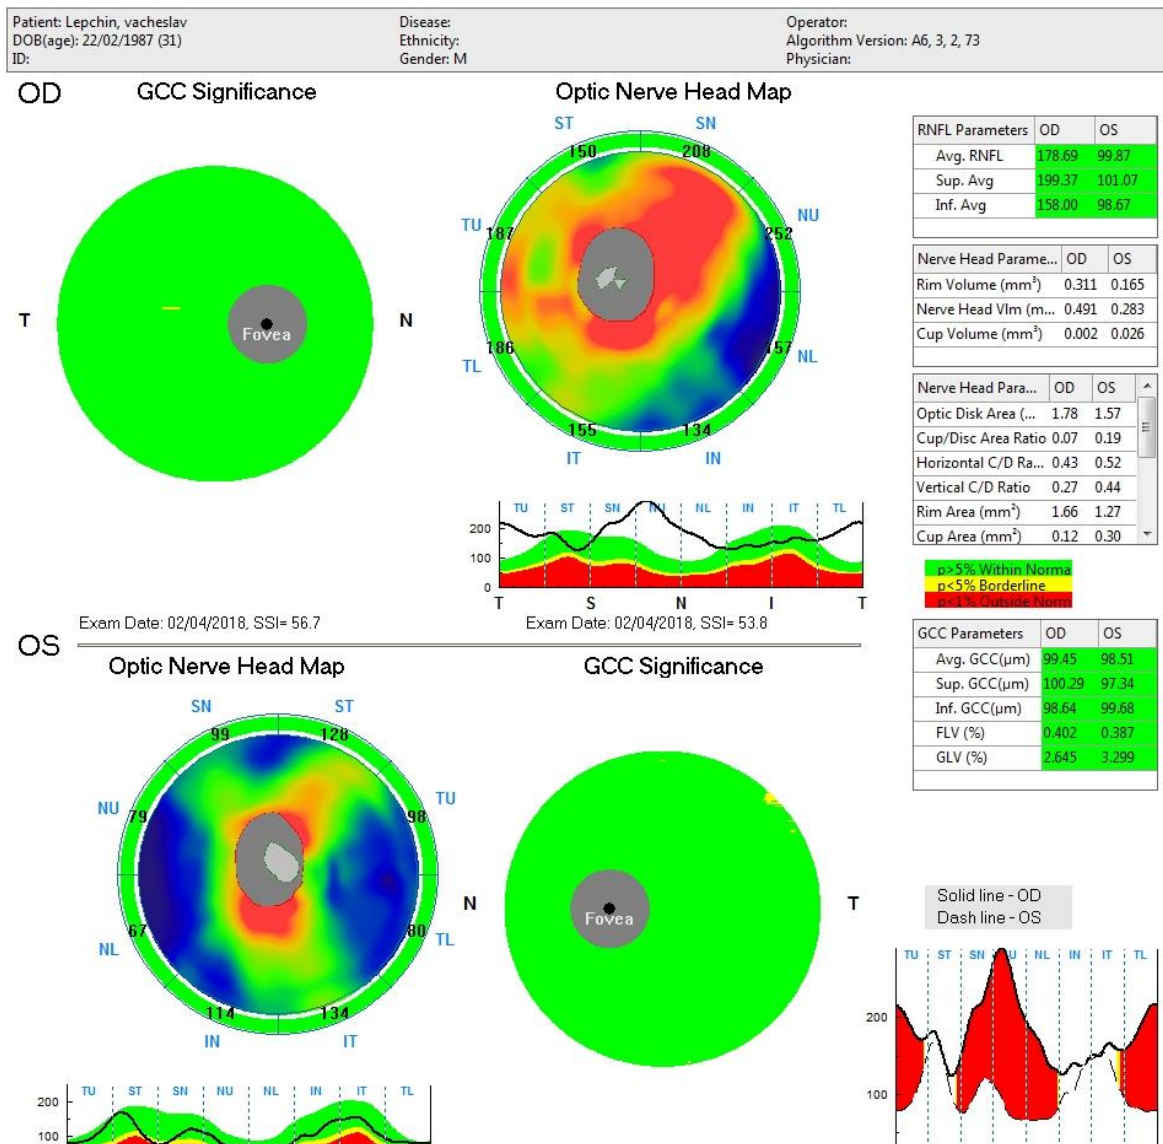 Patient: Lepchin, vacheslav
DOB(age): 22/02/1987 (31)
ID:
Disease:
Ethnicity:
Gender: M
Operator:
Algorithm Version: A6, 3, 2, 73
Physician:
OD
GCC Significance
Optic Nerve Head Map
T
N
Fovea
ST
SN
150
208
TU
187
NU
252
186
TL
157
NL
155
134
IT
IN
TU ST SN NU NL IN IT TL
200
100
0
T S N I T
Exam Date: 02/04/2018, SSI= 56.7
Exam Date: 02/04/2018, SSI= 53.8
RNFL Parameters OD OS
Avg. RNFL 178.69 99.87
Sup. Avg 199.37 101.07
Inf. Avg 158.00 98.67
Nerve Head Parame... OD OS
Rim Volume (mm³) 0.311 0.165
Nerve Head Vlm (m... 0.491 0.283
Cup Volume (mm³) 0.002 0.026
Nerve Head Para... OD OS
Optic Disk Area (... 1.78 1.57
Cup/Disc Area Ratio 0.07 0.19
Horizontal C/D Ra... 0.43 0.52
Vertical C/D Ratio 0.27 0.44
Rim Area (mm²) 1.66 1.27
Cup Area (mm²) 0.12 0.30
p>5% Within Norma
p<5% Borderline
p<1% Outside Norm
GCC Parameters OD OS
Avg. GCC(µm) 99.45 98.51
Sup. GCC(µm) 100.29 97.34
Inf. GCC(µm) 98.64 99.68
FLV (%) 0.402 0.387
GLV (%) 2.645 3.299
OS
Optic Nerve Head Map
GCC Significance
SN
ST
99
128
NU
79
TU
98
67
NL
80
TL
114
134
IN
IT
N
T
Fovea
TU ST SN NU NL IN IT TL
200
100
Solid line - OD
Dash line - OS
TU ST SN U NL IN IT TL
200
100